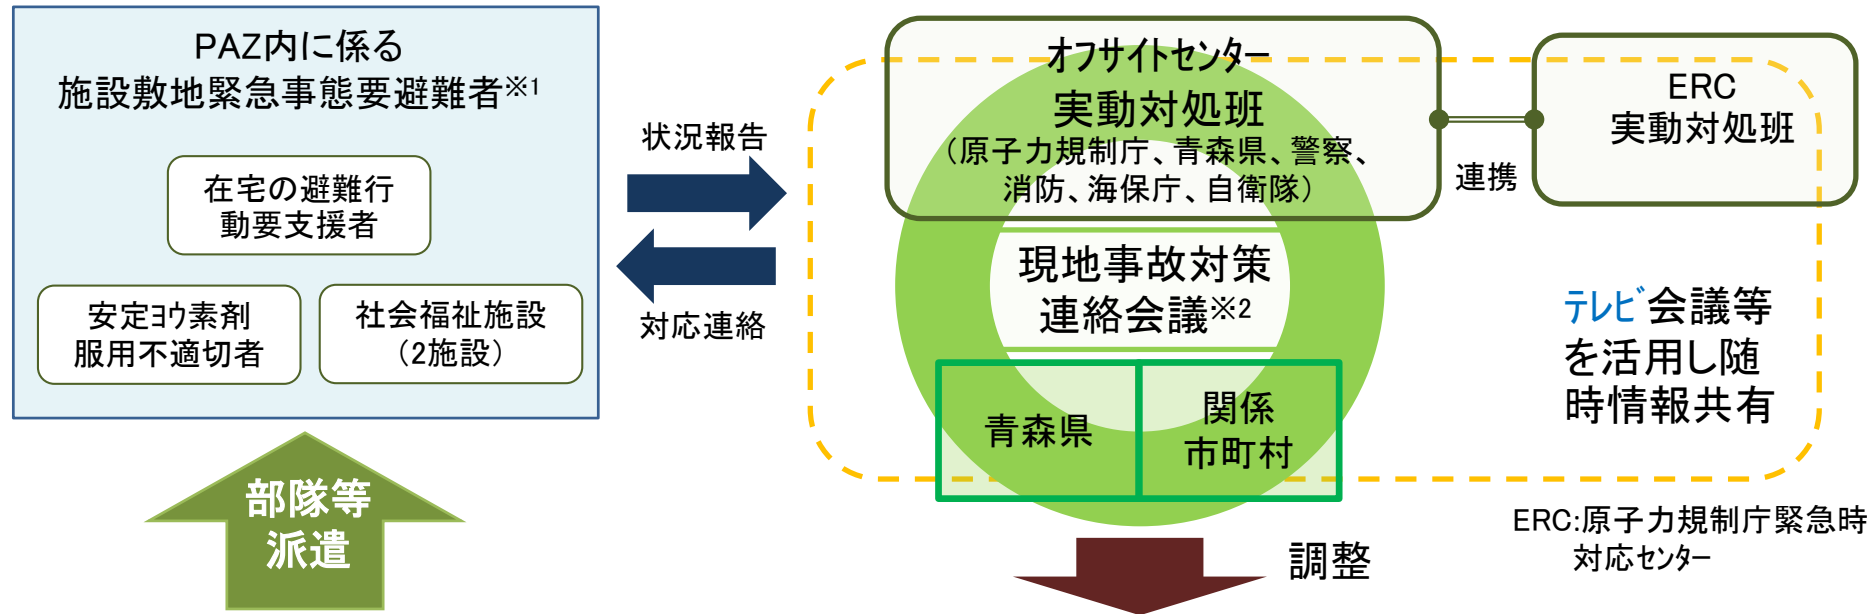 PAZ内に係る
施設敷地緊急事態要避難者※1
在宅の避難行
動要支援者
安定ﾖｳ素剤
服用不適切者
社会福祉施設
（2施設）
部隊等
派遣
状況報告
対応連絡
ｵﾌｻｲﾄｾﾝﾀｰ
実動対処班
（原子力規制庁、青森県、警察、
消防、海保庁、自衛隊）
連携
ERC
実動対処班
現地事故対策
連絡会議※2
青森県
関係
市町村
ﾃﾚﾋﾞ会議等
を活用し随
時情報共有
調整
ERC:原子力規制庁緊急時
対応ｾﾝﾀｰ